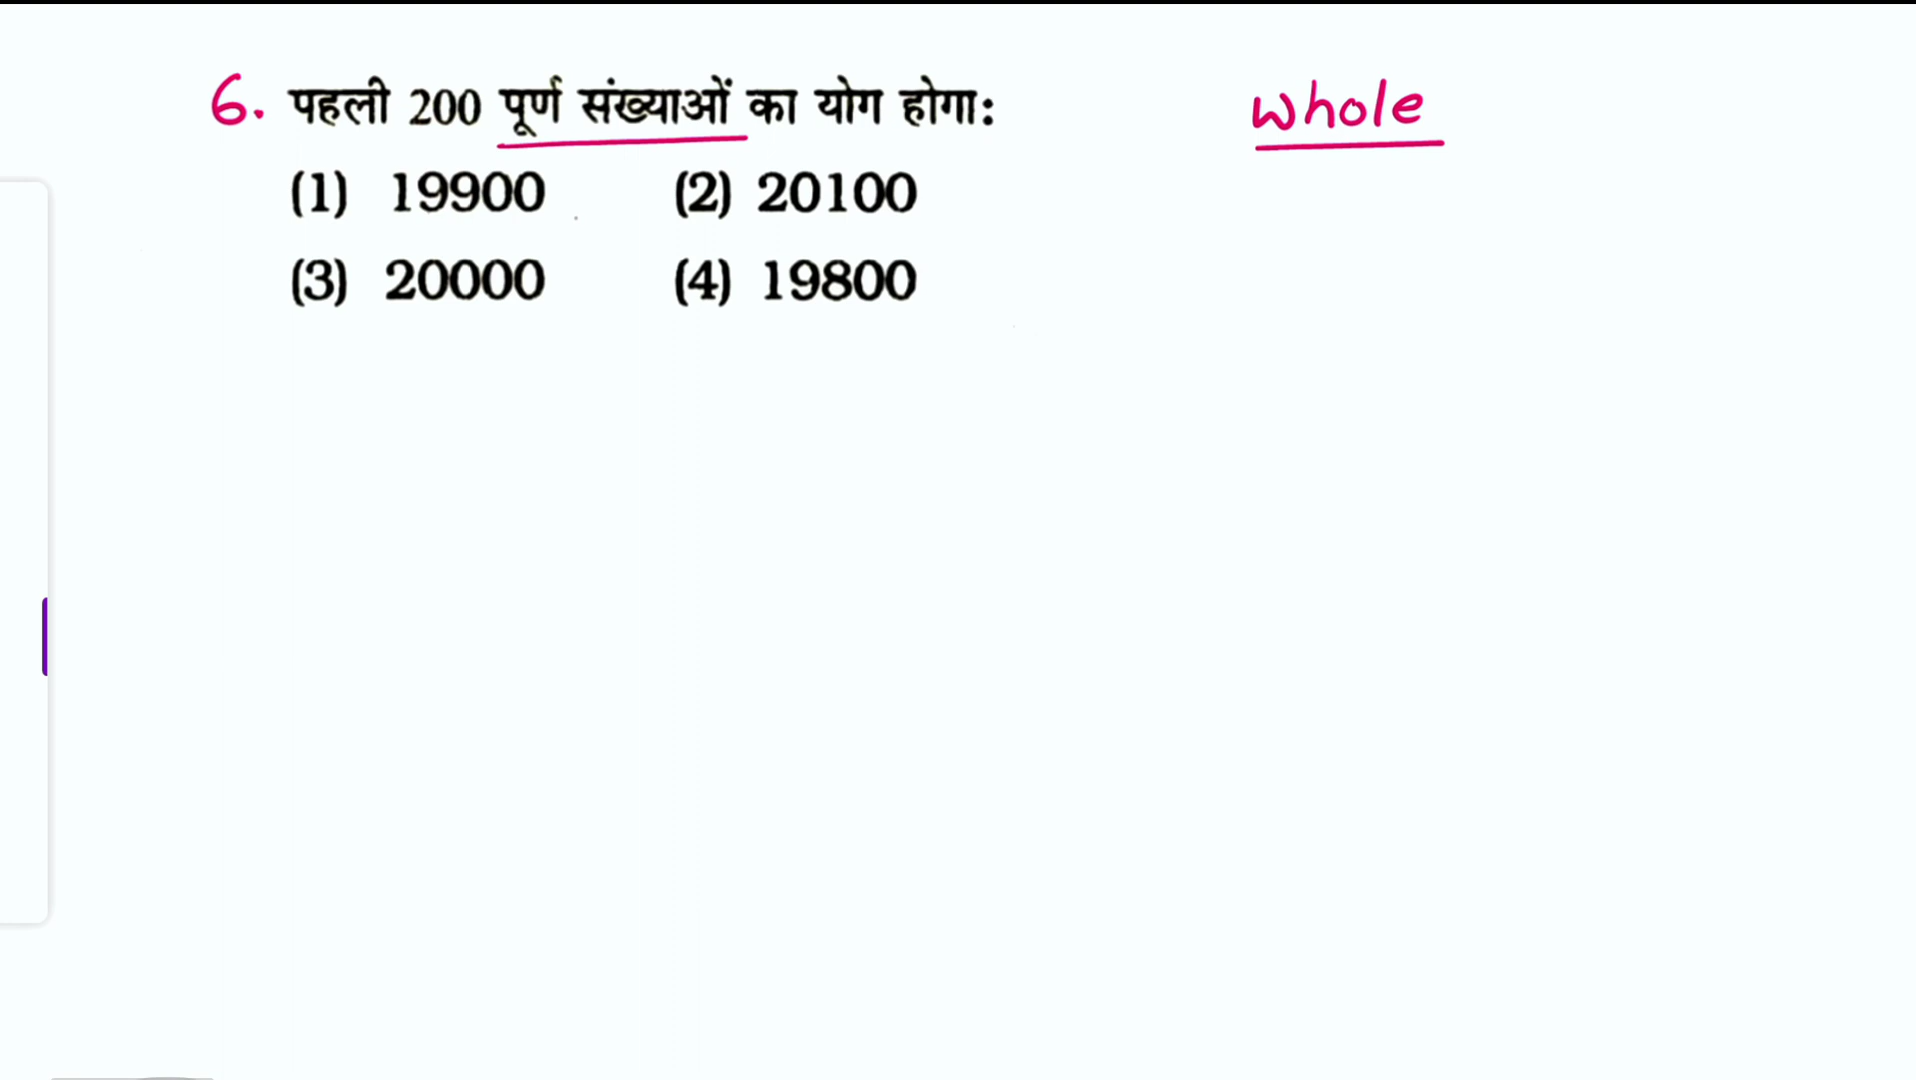 6. पहली 200 पूर्ण संख्याओं का योग होगा: whole
(1) 19900 (2) 20100
(3) 20000 (4) 19800